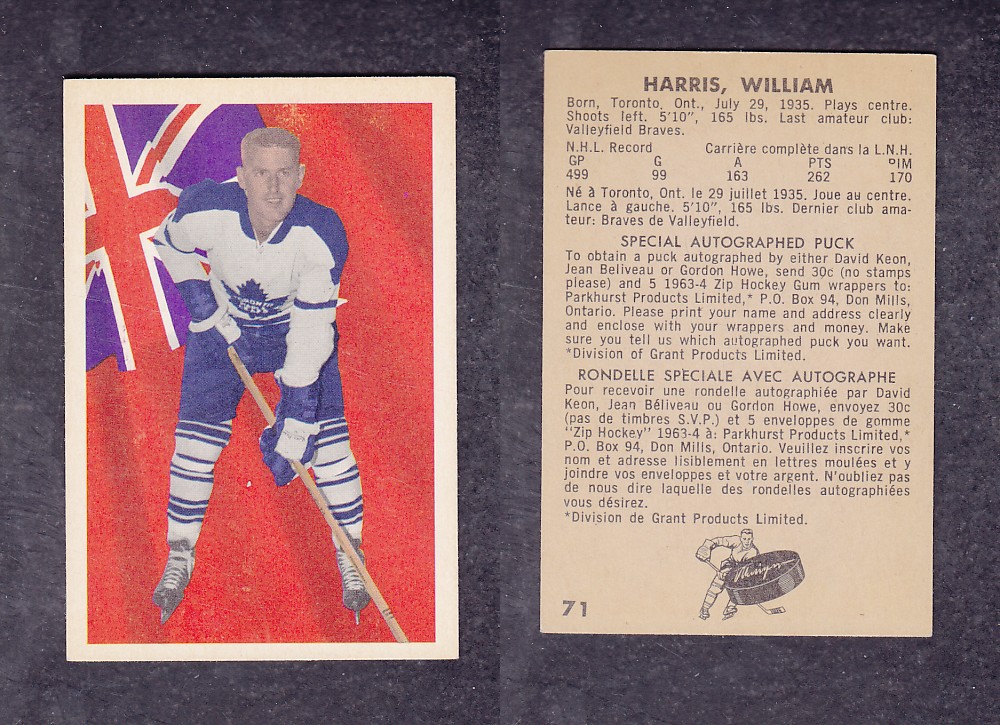 HARRIS, WILLIAM
Born, Toronto, Ont., July 29, 1935. Plays centre.
Shoots left. 5'10", 165 lbs. Last amateur club:
Valleyfield Braves.
N.H.L. Record Carrière complète dans la L.N.H.
GP G A PTS PIM
499 99 163 262 170
Né à Toronto, Ont. le 29 juillet 1935. Joue au centre.
Lance à gauche. 5'10", 165 lbs. Dernier club ama-
teur: Braves de Valleyfield.
SPECIAL AUTOGRAPHED PUCK
To obtain a puck autographed by either David Keon,
Jean Beliveau or Gordon Howe, send 30c (no stamps
please) and 5 1963-4 Zip Hockey Gum wrappers to:
Parkhurst Products Limited,* P.O. Box 94, Don Mills,
Ontario. Please print your name and address clearly
and enclose with your wrappers and money. Make
sure you tell us which autographed puck you want.
*Division of Grant Products Limited.
RONDELLE SPECIALE AVEC AUTOGRAPHE
Pour recevoir une rondelle autographiée par David
Keon, Jean Béliveau ou Gordon Howe, envoyez 30c
(pas de timbres S.V.P.) et 5 enveloppes de gomme
"Zip Hockey" 1963-4 à: Parkhurst Products Limited,*
P.O. Box 94, Don Mills, Ontario. Veuillez inscrire vos
nom et adresse lisiblement en lettres moulées et y
joindre vos enveloppes et votre argent. N'oubliez pas
de nous dire laquelle des rondelles autographiées
vous désirez.
*Division de Grant Products Limited.
71